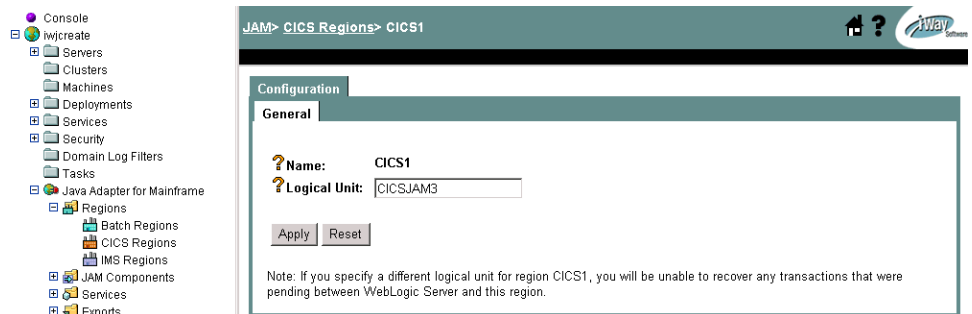 Console
iwjcreate
Servers
Clusters
Machines
Deployments
Services
Security
Domain Log Filters
Tasks
Java Adapter for Mainframe
Regions
Batch Regions
CICS Regions
IMS Regions
JAM Components
Services
Exports
JAM> CICS Regions> CICS1
?
iWay
Software
Configuration
General
? Name: CICS1
? Logical Unit: CICSJAM3
Apply Reset
Note: If you specify a different logical unit for region CICS1, you will be unable to recover any transactions that were
pending between WebLogic Server and this region.